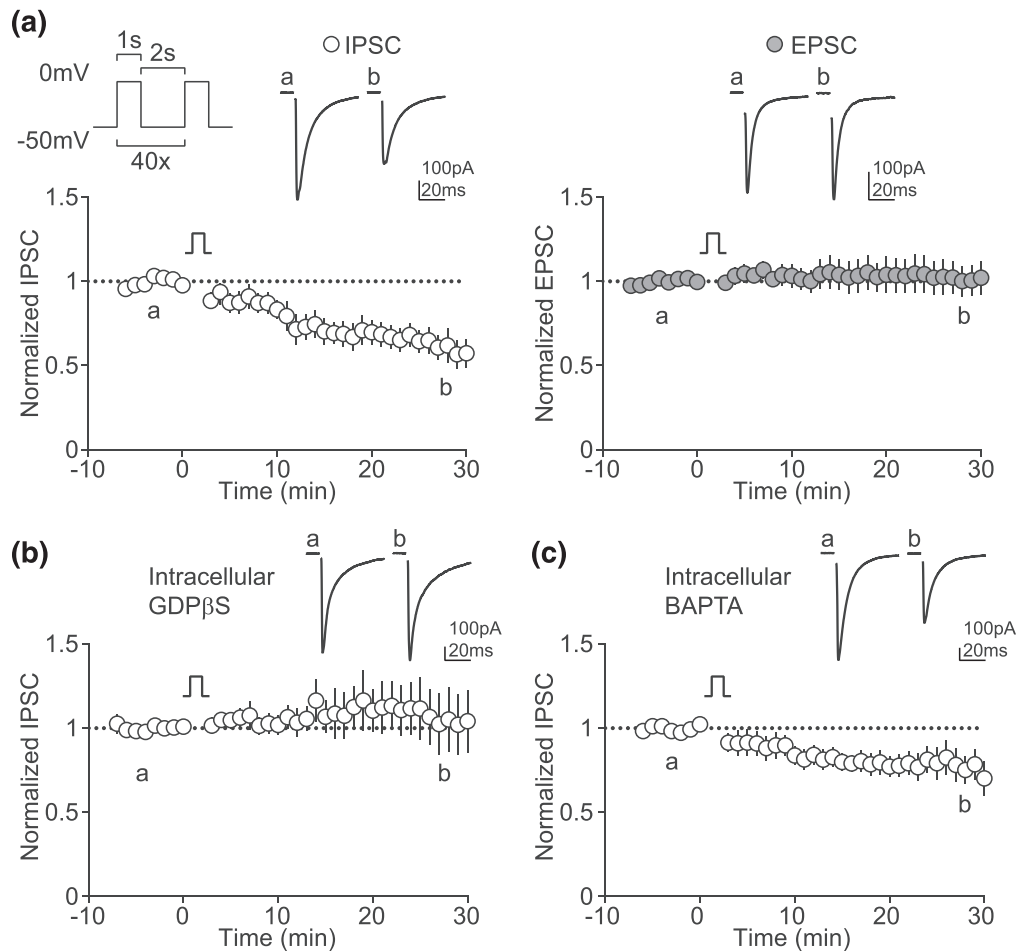 (a)
1s
2s
0mV
-50mV
40x
IPSC
a
b
100pA
20ms
1.5
1
0.5
0
Normalized IPSC
a
b
-10
0
10
20
30
Time (min)
EPSC
a
b
100pA
20ms
1.5
1
0.5
0
Normalized EPSC
a
b
-10
0
10
20
30
Time (min)
(b)
Intracellular
GDPβS
a
b
100pA
20ms
1.5
1
0.5
0
Normalized IPSC
a
b
-10
0
10
20
30
Time (min)
(c)
Intracellular
BAPTA
a
b
100pA
20ms
1.5
1
0.5
0
Normalized IPSC
a
b
-10
0
10
20
30
Time (min)